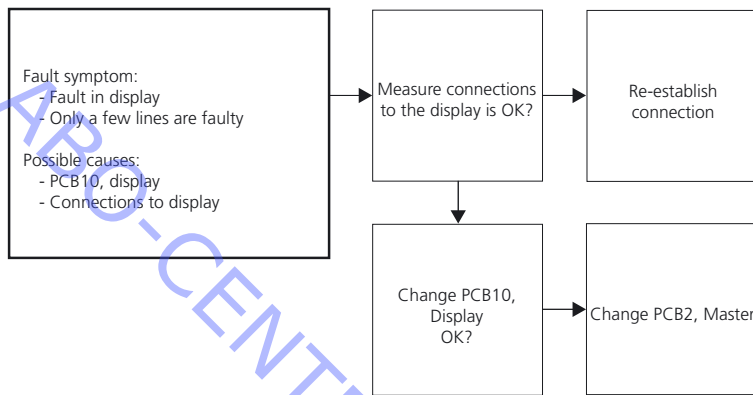 Fault symptom:
- Fault in display
- Only a few lines are faulty
Possible causes:
- PCB10, display
- Connections to display
Measure connections
to the display is OK?
Re-establish
connection
Change PCB10,
Display
OK?
Change PCB2, Master
ABO-CENT